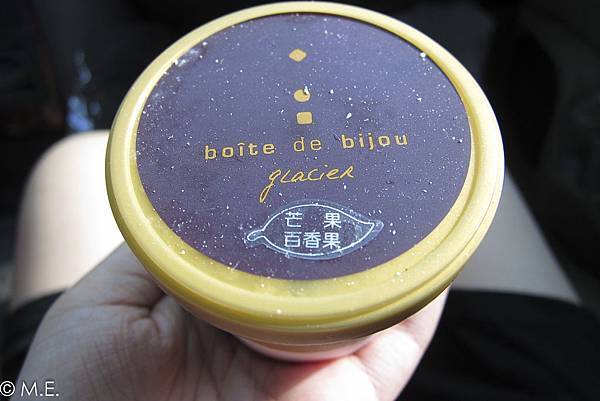 boîte de bijou
glacier
芒果
百香果
© M.E.